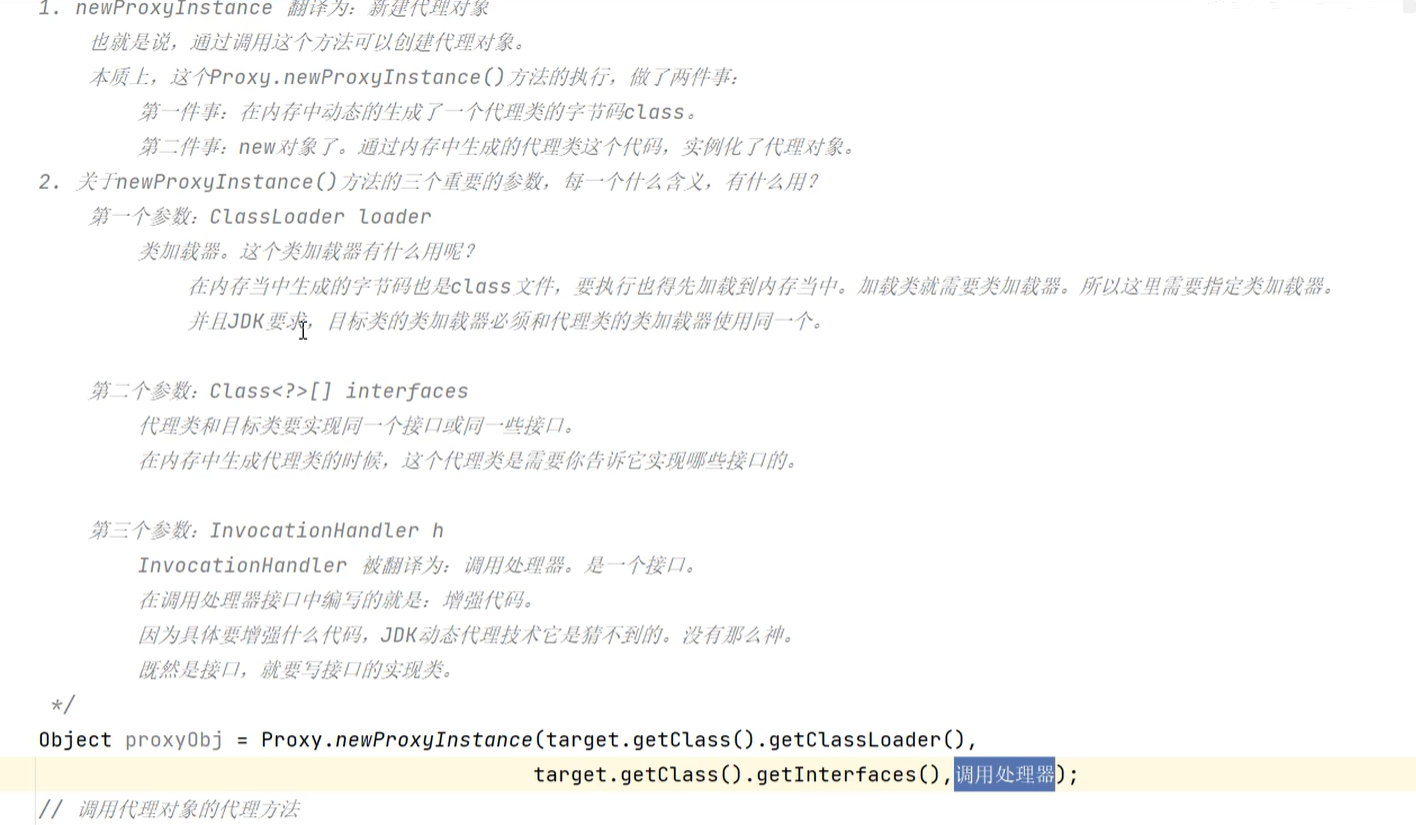 1. newProxyInstance 翻译为：新建代理对象
也就是说，通过调用这个方法可以创建代理对象。
本质上，这个Proxy.newProxyInstance()方法的执行，做了两件事：
第一件事：在内存中动态的生成了一个代理类的字节码class。
第二件事：new对象了。通过内存中生成的代理类这个代码，实例化了代理对象。
2. 关于newProxyInstance()方法的三个重要的参数，每一个什么含义，有什么用？
第一个参数：ClassLoader loader
类加载器。这个类加载器有什么用呢？
在内存当中生成的字节码也是class文件，要执行也得先加载到内存当中。加载类就需要类加载器。所以这里需要指定类加载器。
并且JDK要求，目标类的类加载器必须和代理类的类加载器使用同一个。
第二个参数：Class<?>[] interfaces
代理类和目标类要实现同一个接口或同一些接口。
在内存中生成代理类的时候，这个代理类是需要你告诉它实现哪些接口的。
第三个参数：InvocationHandler h
InvocationHandler 被翻译为：调用处理器。是一个接口。
在调用处理器接口中编写的就是：增强代码。
因为具体要增强什么代码，JDK动态代理技术它是猜不到的。没有那么神。
既然是接口，就要写接口的实现类。
*/
Object proxyObj = Proxy.newProxyInstance(target.getClass().getClassLoader(),
target.getClass().getInterfaces(),调用处理器);
// 调用代理对象的代理方法